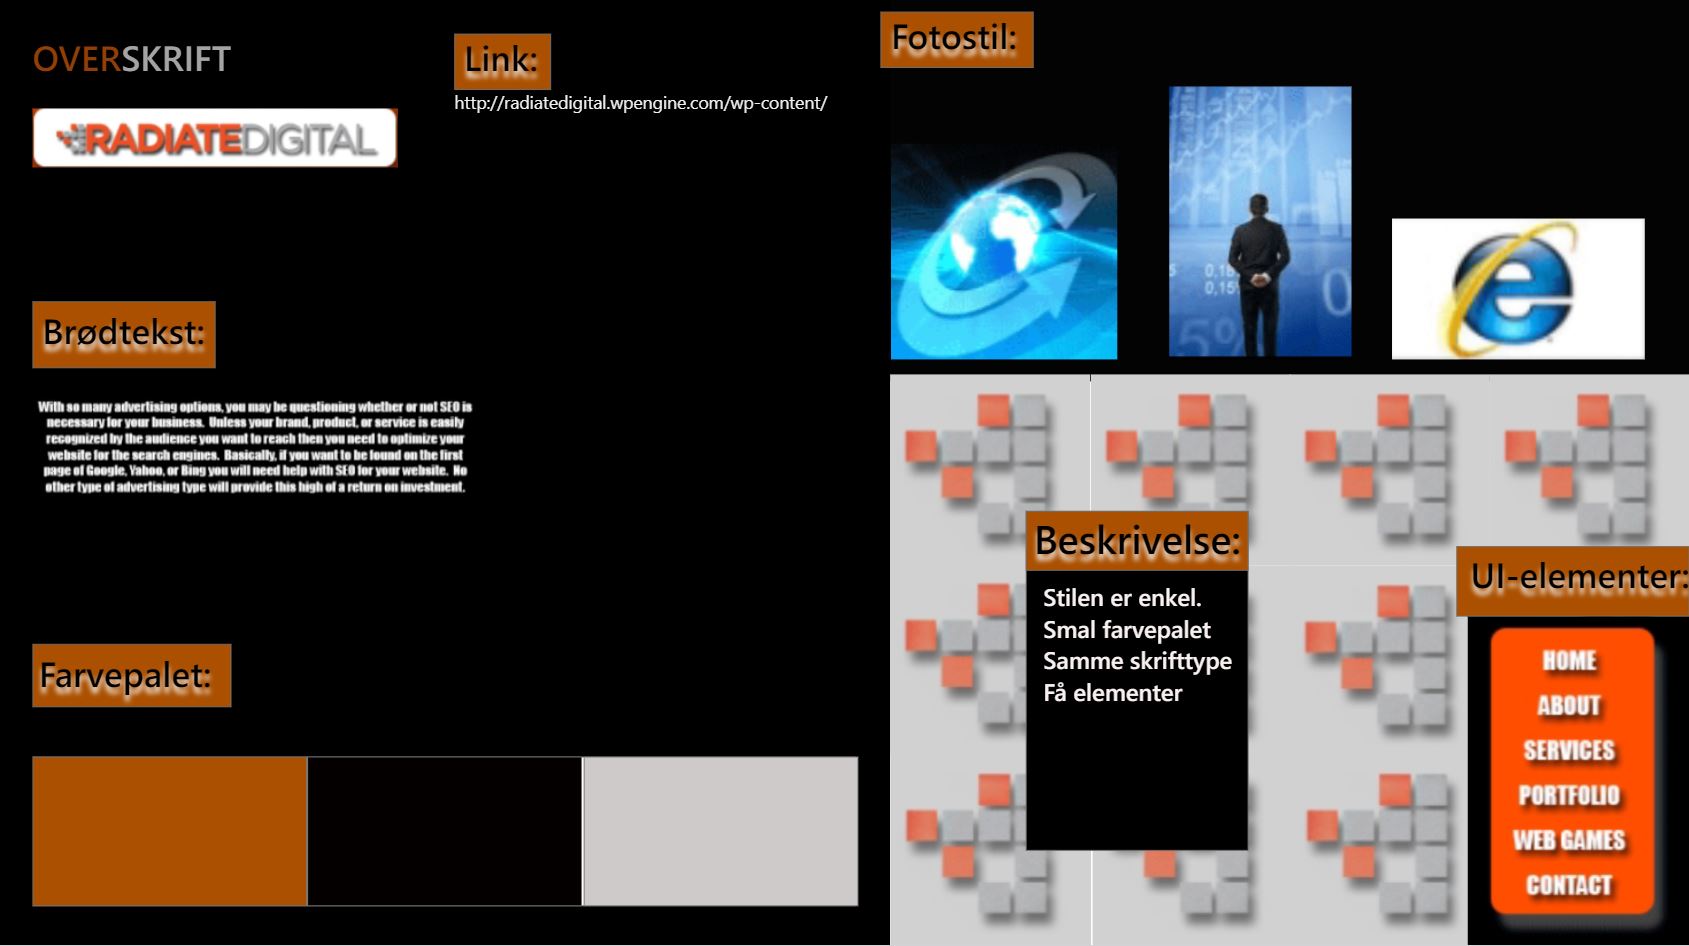 OVERSKRIFT
RADIATEDIGITAL
Link:
http://radiatedigital.wpengine.com/wp-content/
Brødtekst:
With so many advertising options, you may be questioning whether or not SEO is
necessary for your business. Unless your brand, product, or service is easily
recognized by the audience you want to reach then you need to optimize your
website for the search engines. Basically, if you want to be found on the first
page of Google, Yahoo, or Bing you will need help with SEO for your website. No
other type of advertising type will provide this high of a return on investment.
Farvepalet:
Fotostil:
0,15
5%
0
e
Beskrivelse:
Stilen er enkel.
Smal farvepalet
Samme skrifttype
Få elementer
UI-elementer:
HOME
ABOUT
SERVICES
PORTFOLIO
WEB GAMES
CONTACT